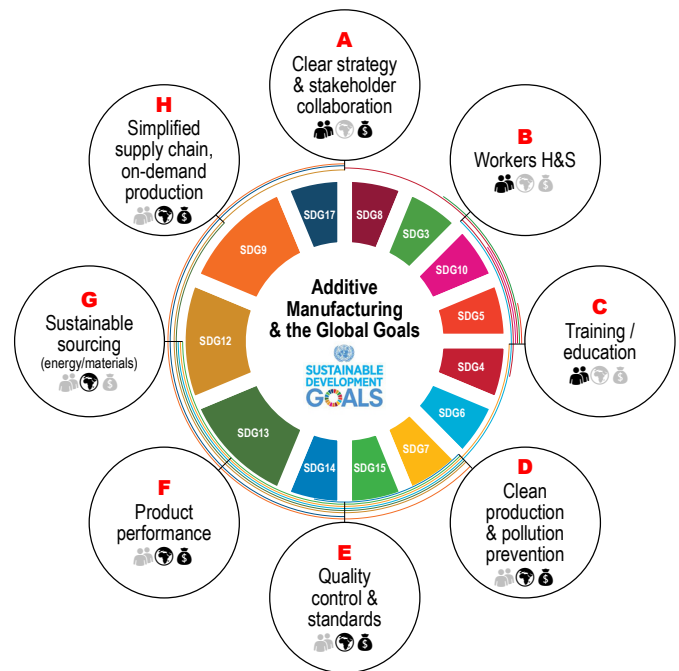 A
Clear strategy
& stakeholder
collaboration
B
Workers H&S
C
Training /
education
D
Clean
production
& pollution
prevention
E
Quality
control &
standards
F
Product
performance
G
Sustainable
sourcing
(energy/materials)
H
Simplified
supply chain,
on-demand
production
SDG17
SDG8
SDG3
SDG10
SDG5
SDG4
SDG6
SDG7
SDG15
SDG14
SDG13
SDG12
SDG9
Additive
Manufacturing
& the Global Goals
SUSTAINABLE
DEVELOPMENT
GOALS
$
$
$
$
$
$
$
$